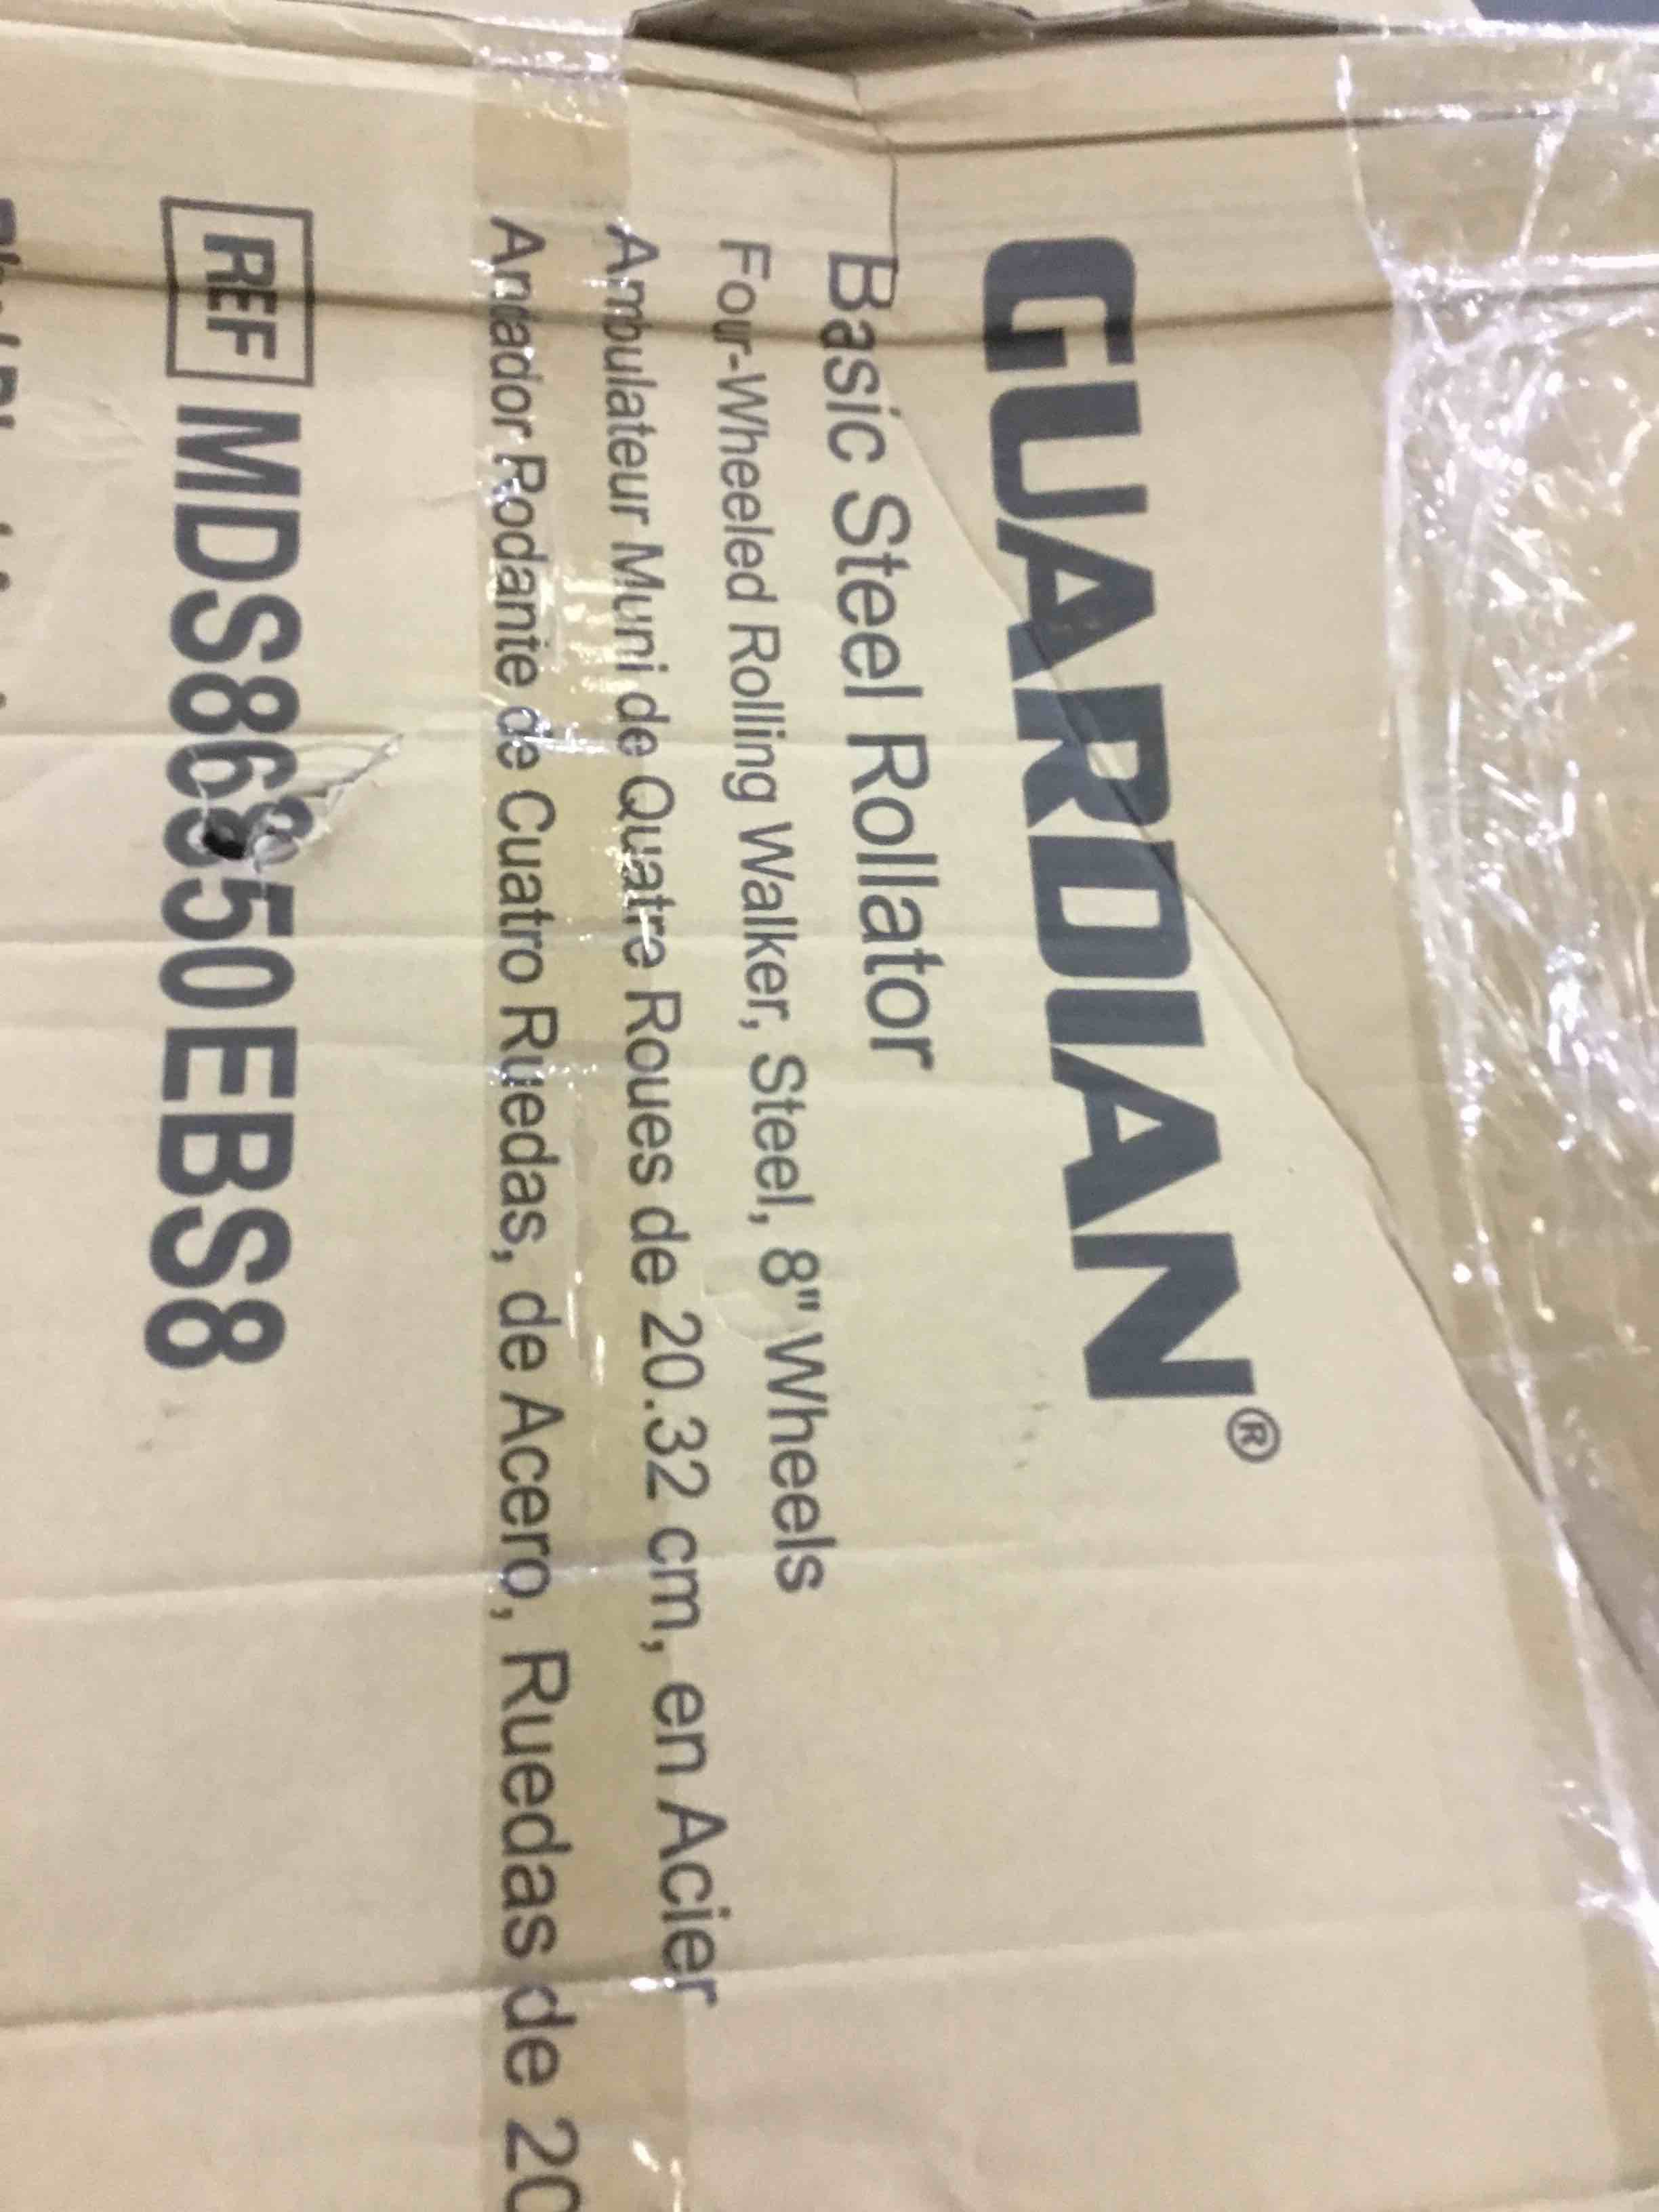 GUARDIAN®
Basic Steel Rollator
Four-Wheeled Rolling Walker, Steel, 8" Wheels
Ambulateur Muni de Quatre Roues de 20.32 cm, en Acier
Andador Rodante de Cuatro Ruedas, de Acero, Ruedas de 20
REF MDS86850EBS8